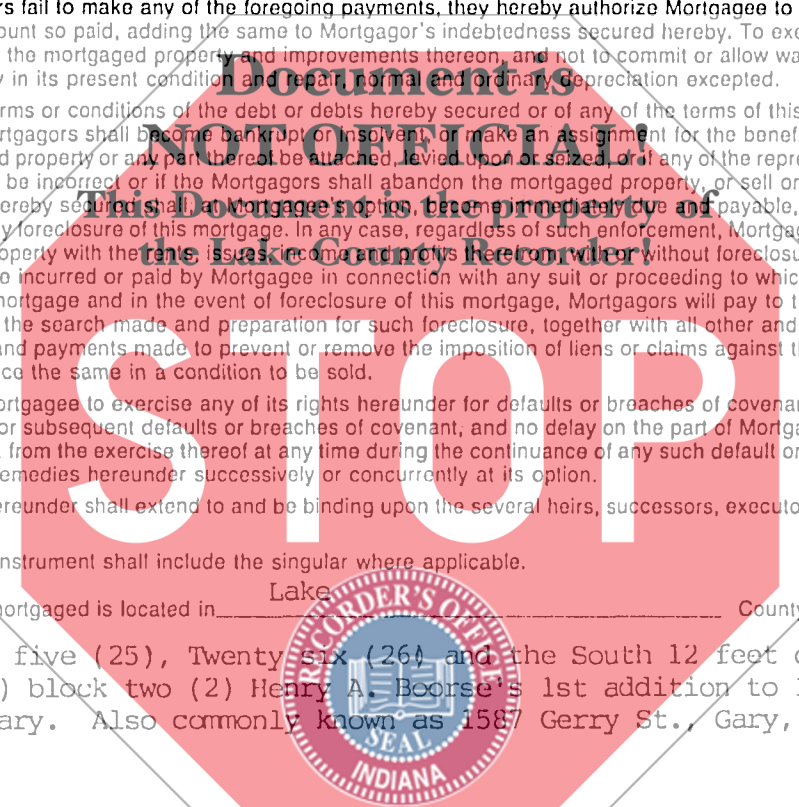 rs fail to make any of the foregoing payments, they hereby authorize Mortgagee to
ount so paid, adding the same to Mortgagor's indebtedness secured hereby. To exe
the mortgaged property and improvements thereon, and not to commit or allow wa
y in its present condition and repair, normal and ordinary depreciation excepted.
Document is
rms or conditions of the debt or debts hereby secured or of any of the terms of this
rtgagors shall become bankrupt or insolvent, or make an assignment for the benef
NOT OFFICIAL!
d property or any part thereof be attached, levied upon or seized, or if any of the repre
be incorrect or if the Mortgagors shall abandon the mortgaged property, or sell or
This Document is the property of
ereby secured shall, at Mortgagee's option, become immediately due and payable,
y foreclosure of this mortgage. In any case, regardless of such enforcement, Mortgag
the Lake County Recorder!
operty with the rents, issues, income and profits therefrom, with or without foreclosu
e incurred or paid by Mortgagee in connection with any suit or proceeding to whic
nortgage and in the event of foreclosure of this mortgage, Mortgagors will pay to t
the search made and preparation for such foreclosure, together with all other and
and payments made to prevent or remove the imposition of liens or claims against th
ce the same in a condition to be sold.
STOP
ortgagee to exercise any of its rights hereunder for defaults or breaches of covenan
or subsequent defaults or breaches of covenant, and no delay on the part of Mortga
from the exercise thereof at any time during the continuance of any such default or
emedies hereunder successively or concurrently at its option.
ereunder shall extend to and be binding upon the several heirs, successors, executo
nstrument shall include the singular where applicable.
nortgaged is located in Lake County
five (25), Twenty six (26) and the South 12 feet o
) block two (2) Henry A. Boorse's 1st addition to
ary. Also commonly known as 1587 Gerry St., Gary,
RECORDER'S OFFICE
SEAL
INDIANA